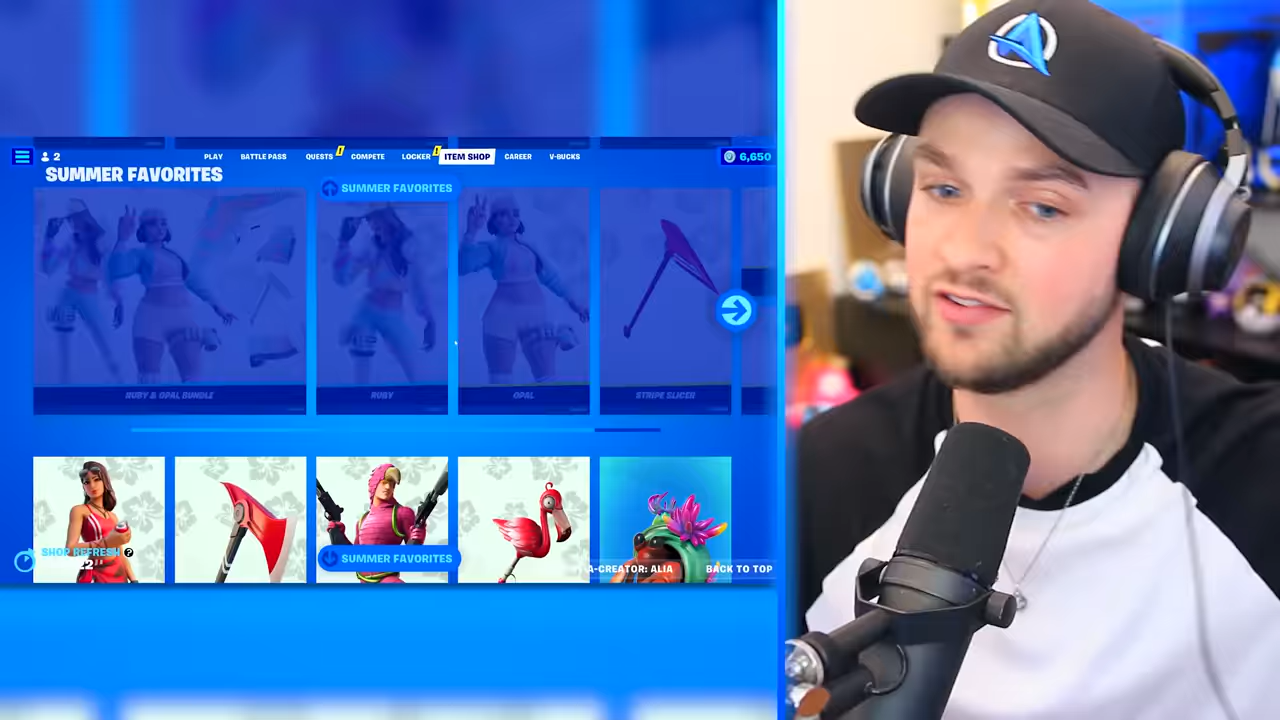 2
PLAY
BATTLE PASS
QUESTS
COMPETE
LOCKER
ITEM SHOP
CAREER
V-BUCKS
6,650
SUMMER FAVORITES
SUMMER FAVORITES
RUBY & OPAL BUNDLE
RUBY
OPAL
STRIPE SLICER
SHOP REFRESH ?
SUMMER FAVORITES
A-CREATOR: ALIA
BACK TO TOP